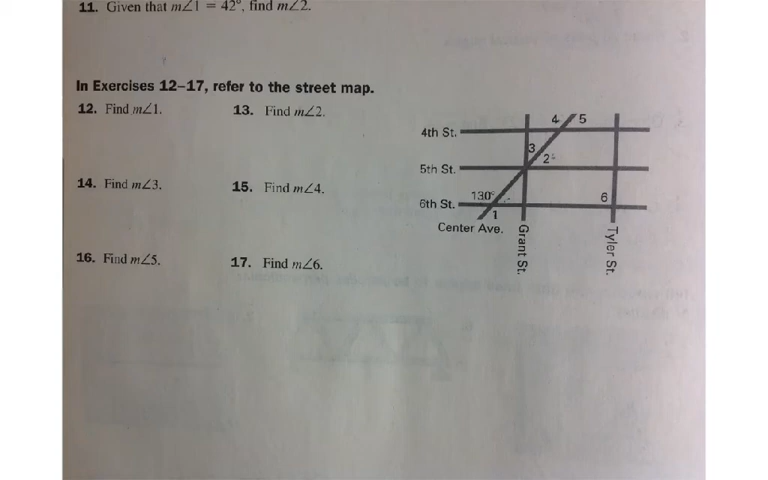 11. Given that m∠1 = 42°, find m∠2.
In Exercises 12–17, refer to the street map.
12. Find m∠1.
13. Find m∠2.
14. Find m∠3.
15. Find m∠4.
16. Find m∠5.
17. Find m∠6.
4 5
4th St.
3
2
5th St.
130°
6
6th St.
1
Center Ave.
Grant St.
Tyler St.